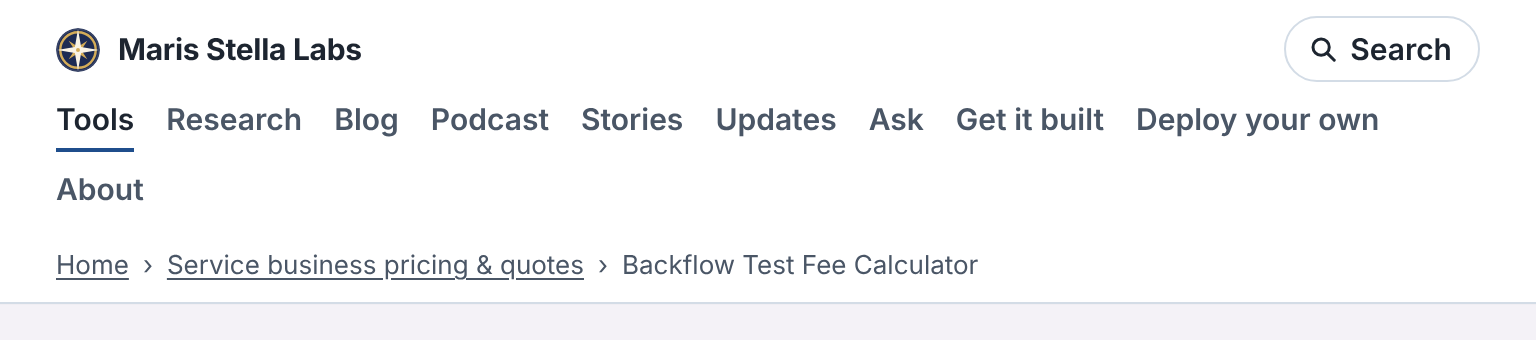 Maris Stella Labs
Search
Tools Research Blog Podcast Stories Updates Ask Get it built Deploy your own
About
Home › Service business pricing & quotes › Backflow Test Fee Calculator